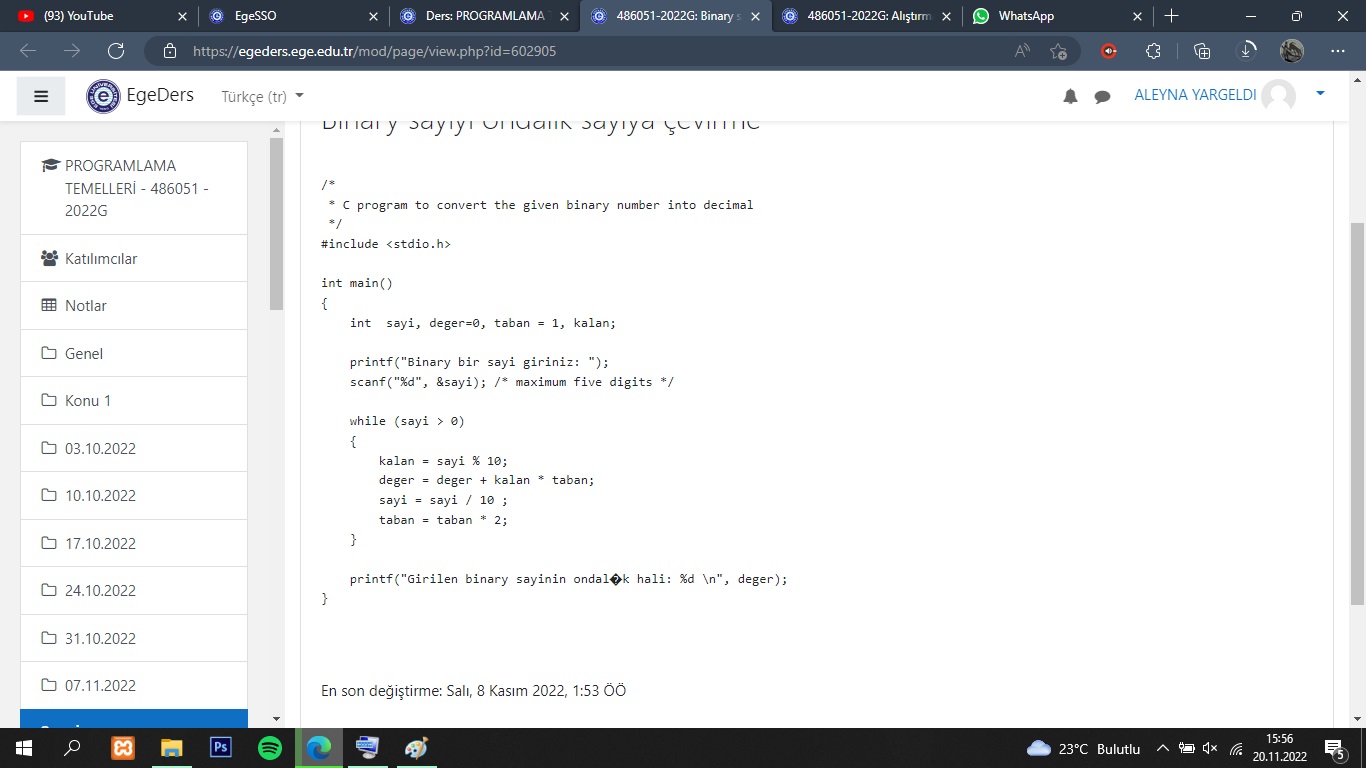 (93) YouTube
EgeSSO
Ders: PROGRAMLAMA T
486051-2022G: Binary s
486051-2022G: Alıştırm
WhatsApp
https://egeders.ege.edu.tr/mod/page/view.php?id=602905
EgeDers
Türkçe (tr)
ALEYNA YARGELDI
Binary sayıyı ondalık sayıya çevirme
PROGRAMLAMA
TEMELLERİ - 486051 -
2022G
Katılımcılar
Notlar
Genel
Konu 1
03.10.2022
10.10.2022
17.10.2022
24.10.2022
31.10.2022
07.11.2022
/*
 * C program to convert the given binary number into decimal
 */
#include <stdio.h>
int main()
{
    int  sayi, deger=0, taban = 1, kalan;
    printf("Binary bir sayi giriniz: ");
    scanf("%d", &sayi); /* maximum five digits */
    while (sayi > 0)
    {
        kalan = sayi % 10;
        deger = deger + kalan * taban;
        sayi = sayi / 10 ;
        taban = taban * 2;
    }
    printf("Girilen binary sayinin ondal�k hali: %d \n", deger);
}
En son değiştirme: Salı, 8 Kasım 2022, 1:53 ÖÖ
Ps
23°C Bulutlu
15:56
20.11.2022
5